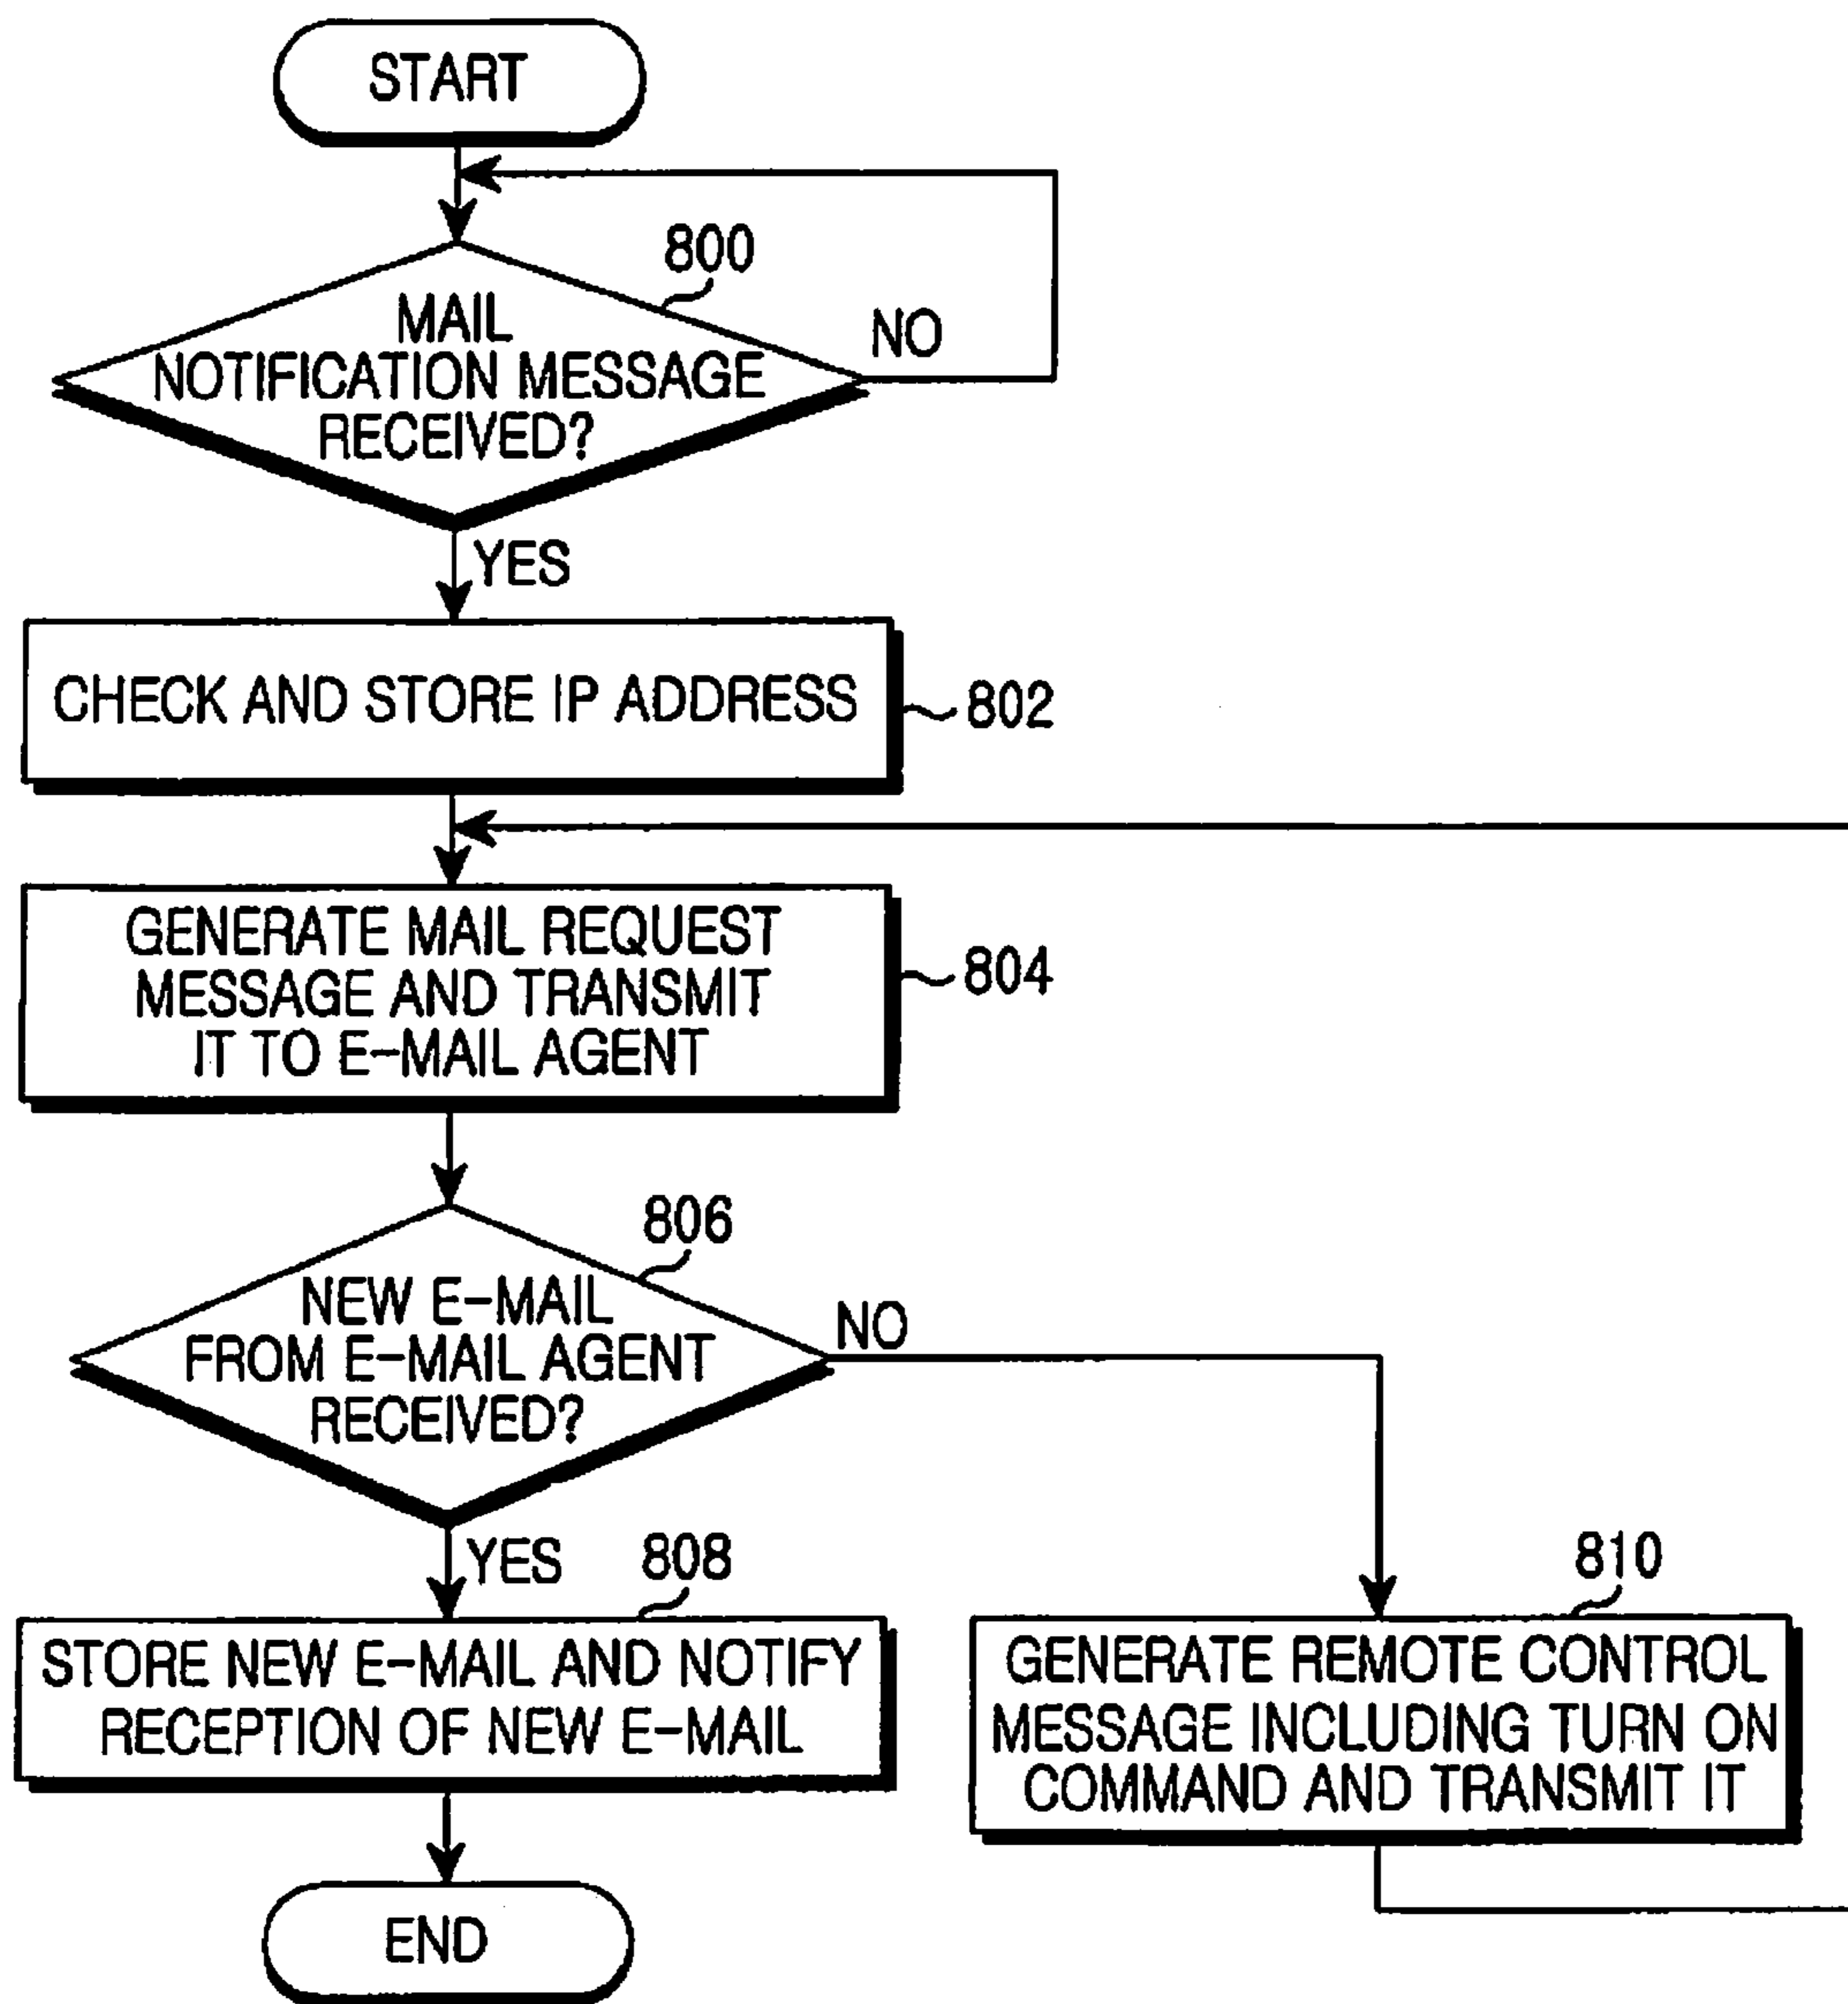 START
800
MAIL
NOTIFICATION MESSAGE
RECEIVED?
NO
YES
CHECK AND STORE IP ADDRESS
802
GENERATE MAIL REQUEST
MESSAGE AND TRANSMIT
IT TO E-MAIL AGENT
804
806
NEW E-MAIL
FROM E-MAIL AGENT
RECEIVED?
NO
YES
808
STORE NEW E-MAIL AND NOTIFY
RECEPTION OF NEW E-MAIL
810
GENERATE REMOTE CONTROL
MESSAGE INCLUDING TURN ON
COMMAND AND TRANSMIT IT
END